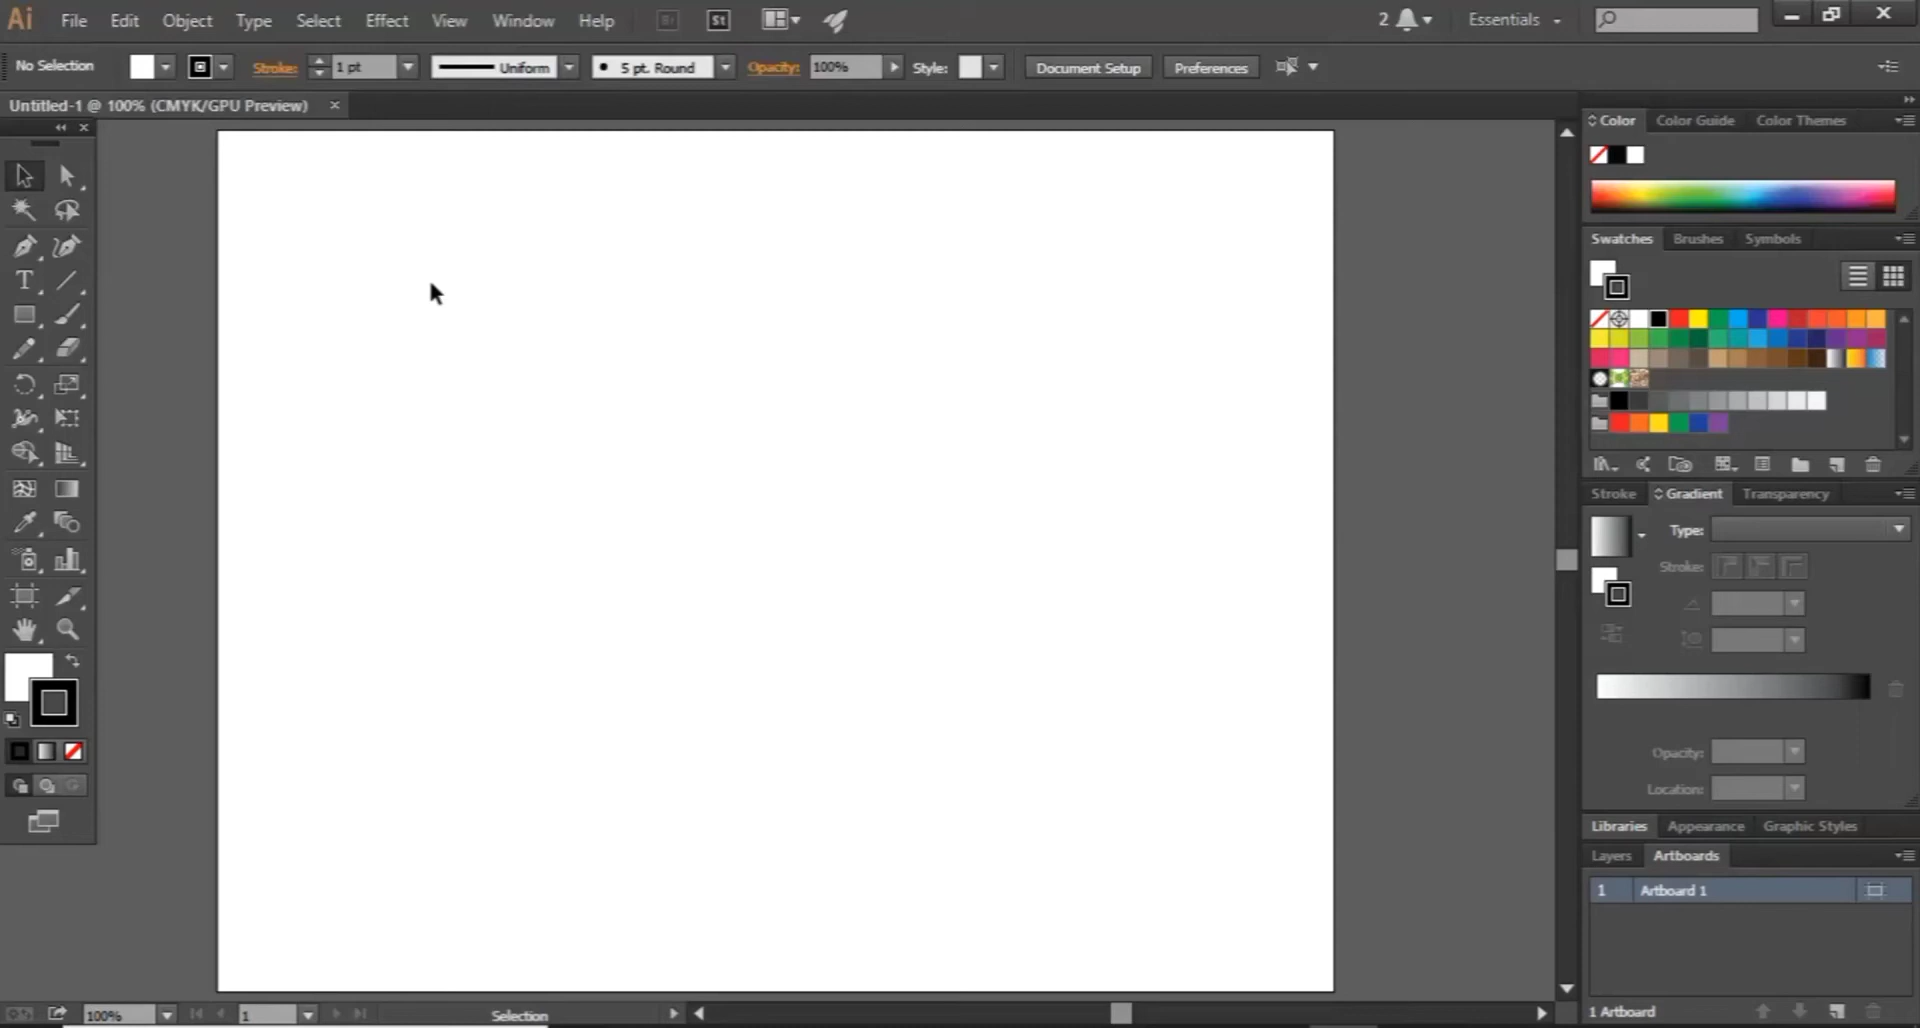 Ai File Edit Object Type Select Effect View Window Help Br St 2 Essentials
No Selection Stroke: 1 pt Uniform 5 pt. Round Opacity: 100% Style: Document Setup Preferences
Untitled-1 @ 100% (CMYK/GPU Preview)
Color Color Guide Color Themes
Swatches Brushes Symbols
Stroke Gradient Transparency
Type:
Stroke:
Opacity:
Location:
Libraries Appearance Graphic Styles
Layers Artboards
1 Artboard 1
1 Artboard
100% 1 Selection